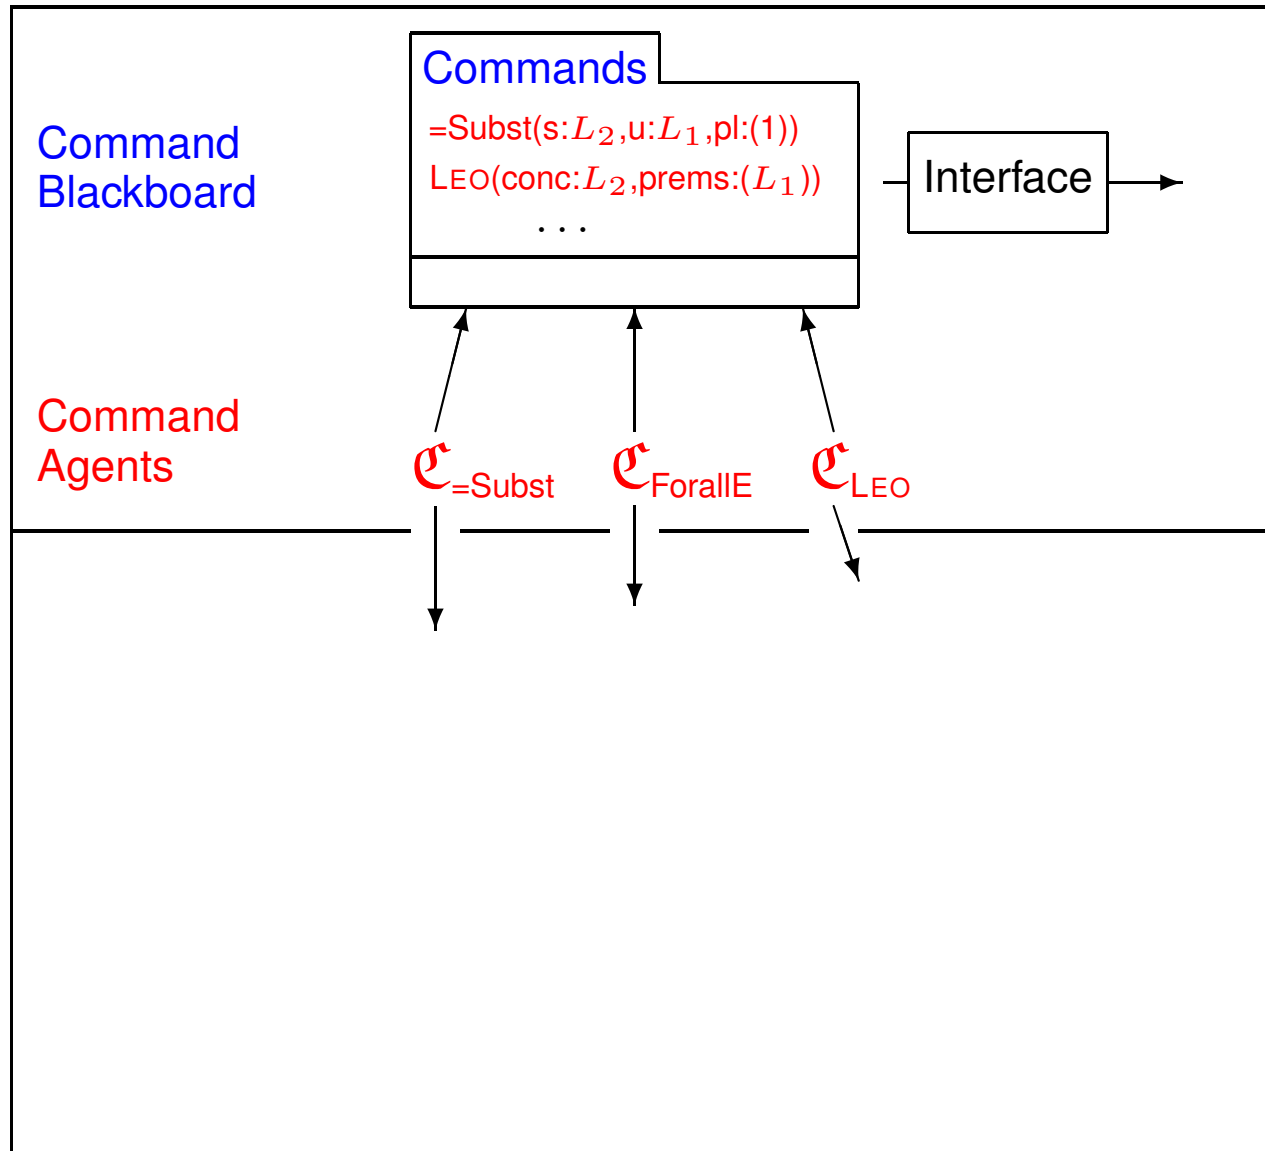 Commands
=Subst(s:L₂,u:L₁,pl:(1))
LEO(conc:L₂,prems:(L₁))
...
Command
Blackboard
Interface
Command
Agents
ℭ=Subst
ℭForallE
ℭLEO